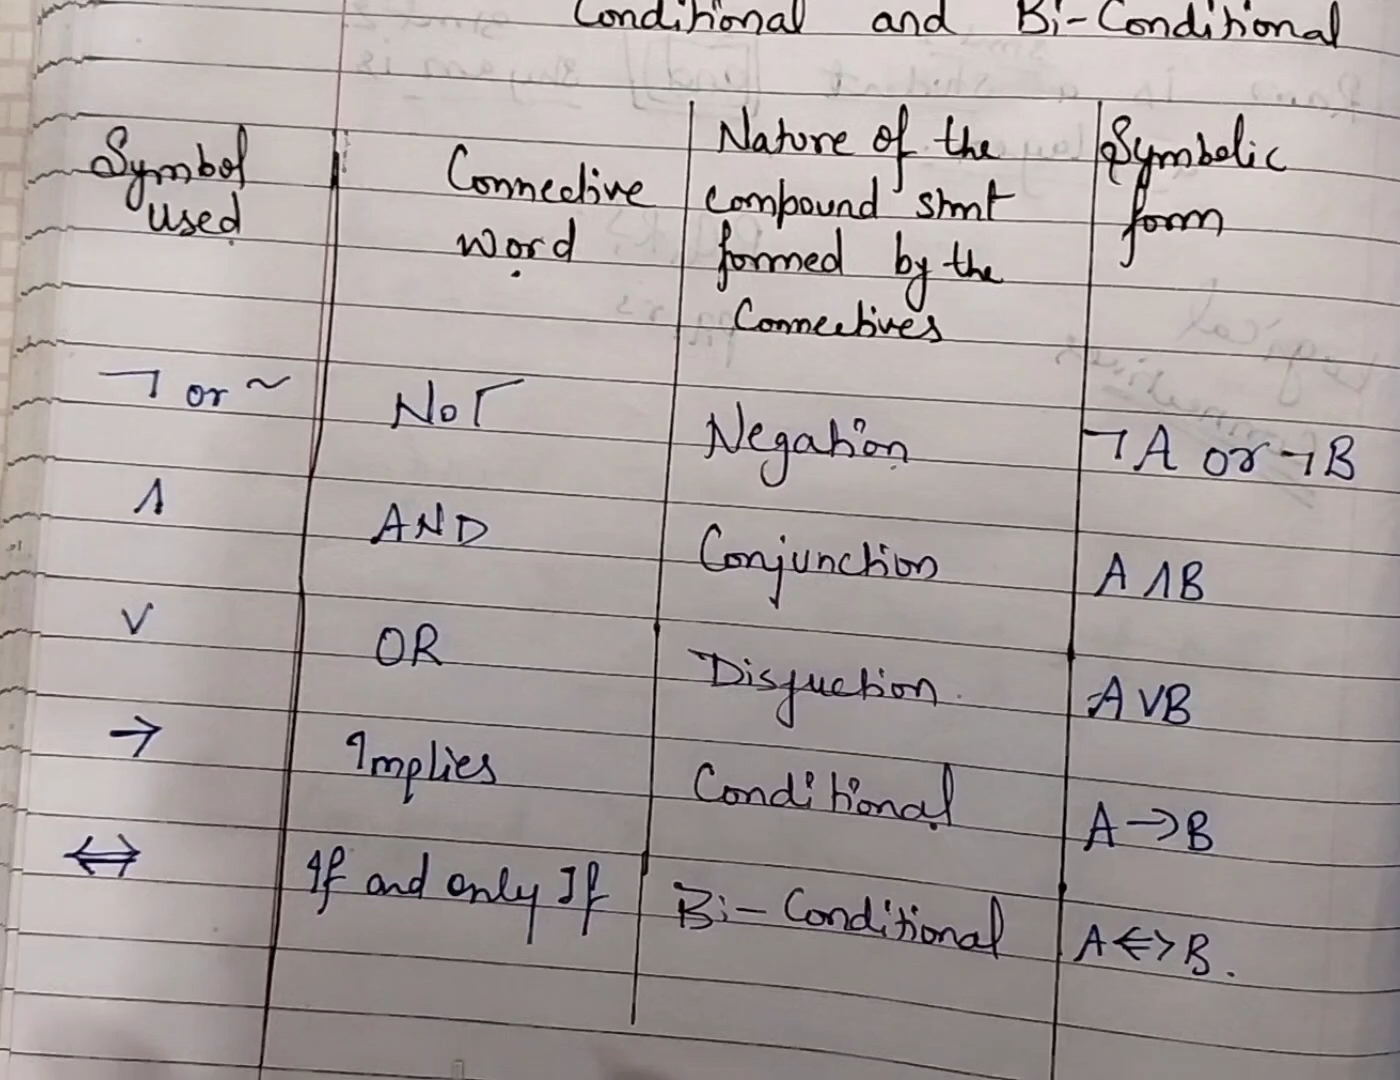 Conditional and Bi-Conditional
Symbol used | Connective word | Nature of the compound stmt formed by the Connectives | Symbolic form
¬ or ~ | NOT | Negation | ¬A or ¬B
∧ | AND | Conjunction | A∧B
∨ | OR | Disjuction | A∨B
→ | Implies | Conditional | A→B
⇔ | If and only If | Bi-Conditional | A⇔B.